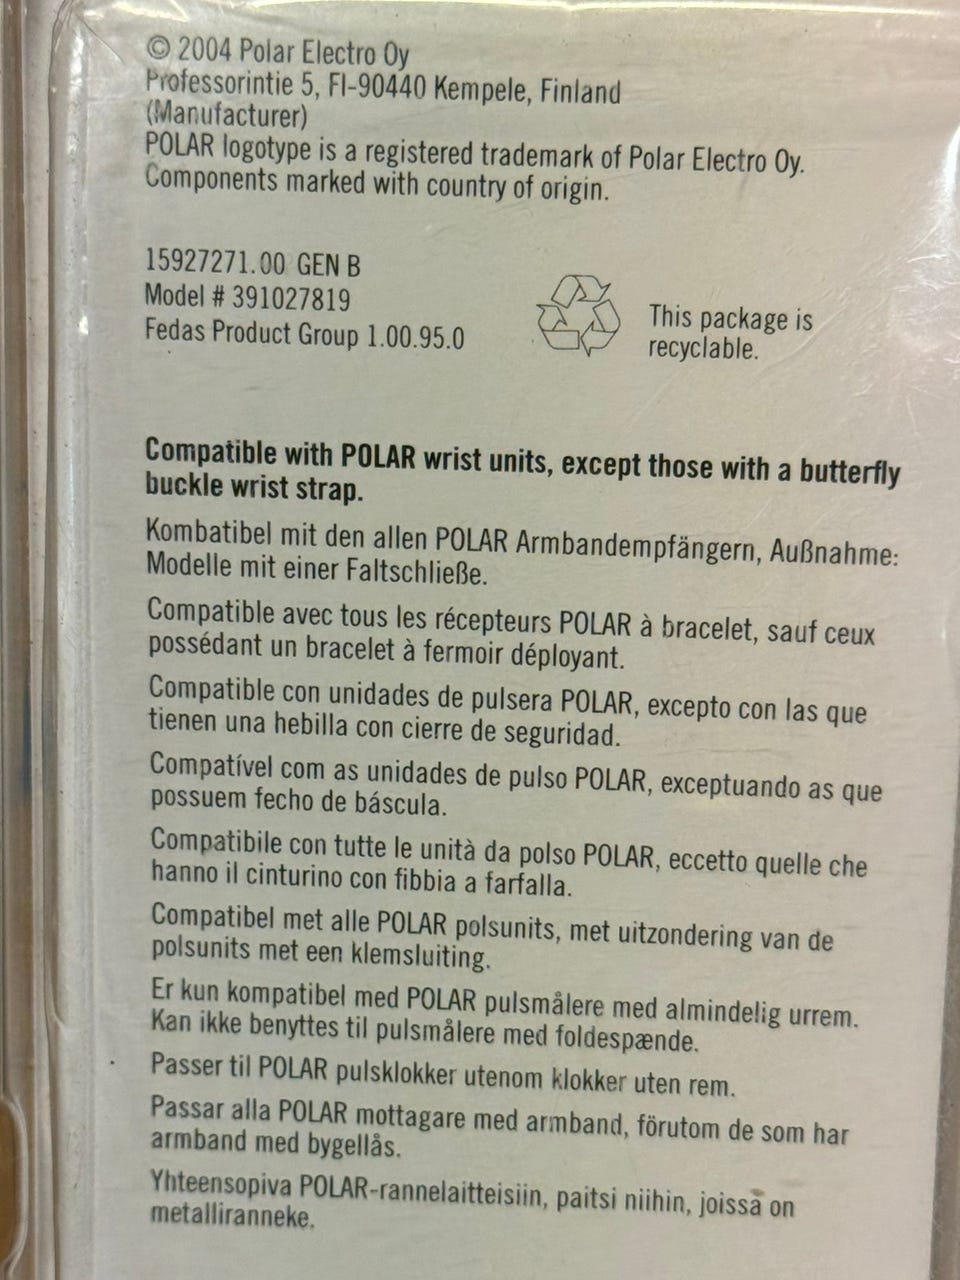 © 2004 Polar Electro Oy
Professorintie 5, FI-90440 Kempele, Finland
(Manufacturer)
POLAR logotype is a registered trademark of Polar Electro Oy.
Components marked with country of origin.
15927271.00 GEN B
Model # 391027819
Fedas Product Group 1.00.95.0
This package is
recyclable.
Compatible with POLAR wrist units, except those with a butterfly
buckle wrist strap.
Kombatibel mit den allen POLAR Armbandempfängern, Außnahme:
Modelle mit einer Faltschließe.
Compatible avec tous les récepteurs POLAR à bracelet, sauf ceux
possédant un bracelet à fermoir déployant.
Compatible con unidades de pulsera POLAR, excepto con las que
tienen una hebilla con cierre de seguridad.
Compatível com as unidades de pulso POLAR, exceptuando as que
possuem fecho de báscula.
Compatibile con tutte le unità da polso POLAR, eccetto quelle che
hanno il cinturino con fibbia a farfalla.
Compatibel met alle POLAR polsunits, met uitzondering van de
polsunits met een klemsluiting.
Er kun kompatibel med POLAR pulsmålere med almindelig urrem.
Kan ikke benyttes til pulsmålere med foldespænde.
Passer til POLAR pulsklokker utenom klokker uten rem.
Passar alla POLAR mottagare med armband, förutom de som har
armband med bygellås.
Yhteensopiva POLAR-rannelaitteisiin, paitsi niihin, joissa on
metalliranneke.